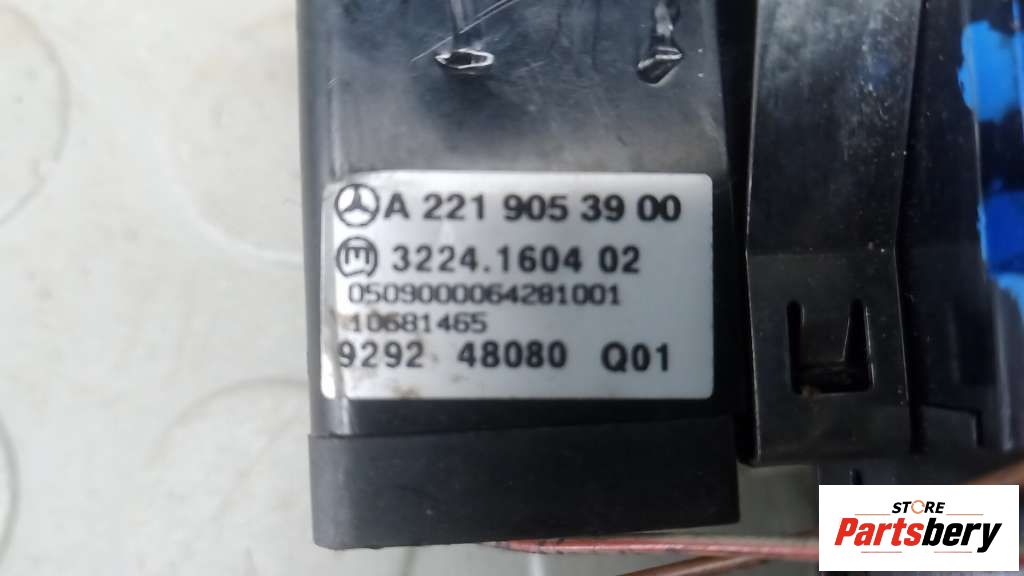 A 221 905 39 00
E 3224.1604 02
0509000064281001
10681465
9292 48080 Q01
STORE
Partsbery